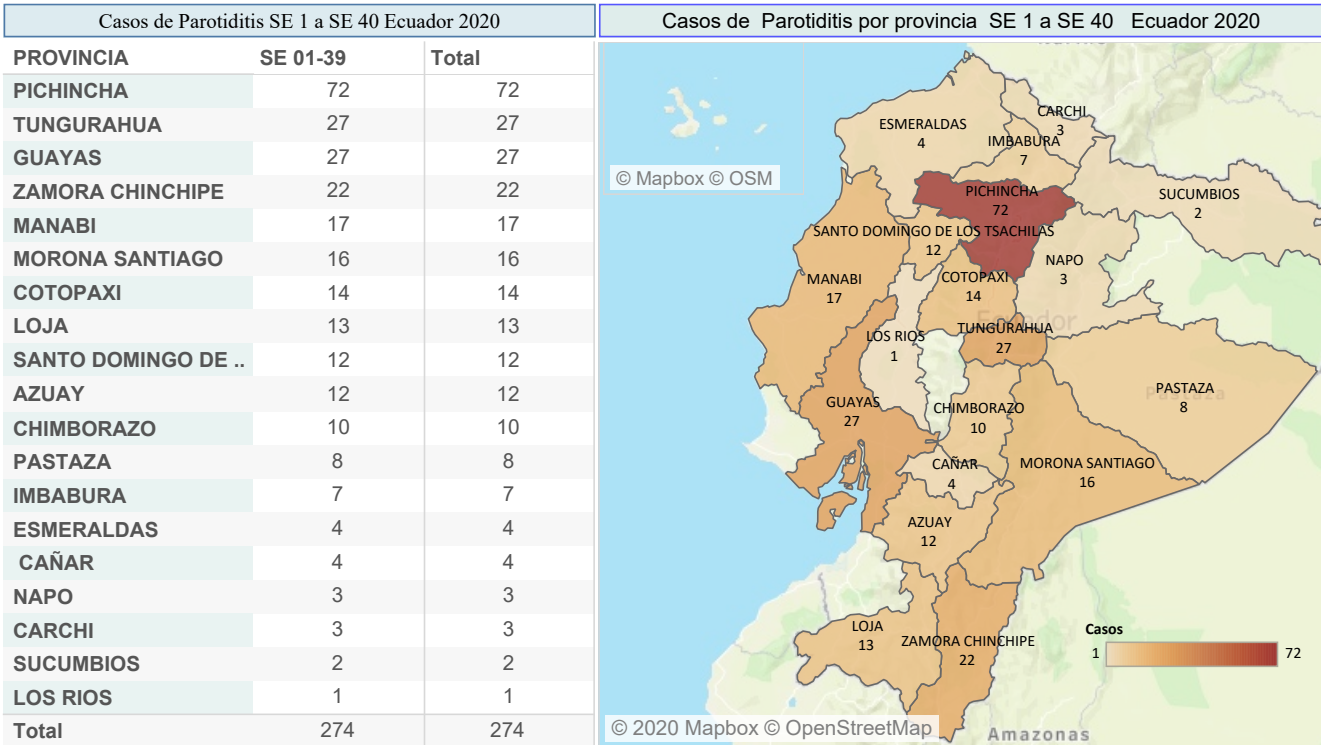 Casos de Parotiditis SE 1 a SE 40 Ecuador 2020
PROVINCIA SE 01-39 Total
PICHINCHA 72 72
TUNGURAHUA 27 27
GUAYAS 27 27
ZAMORA CHINCHIPE 22 22
MANABI 17 17
MORONA SANTIAGO 16 16
COTOPAXI 14 14
LOJA 13 13
SANTO DOMINGO DE .. 12 12
AZUAY 12 12
CHIMBORAZO 10 10
PASTAZA 8 8
IMBABURA 7 7
ESMERALDAS 4 4
CAÑAR 4 4
NAPO 3 3
CARCHI 3 3
SUCUMBIOS 2 2
LOS RIOS 1 1
Total 274 274
Casos de Parotiditis por provincia SE 1 a SE 40 Ecuador 2020
CARCHI
3
ESMERALDAS
4
IMBABURA
7
© Mapbox © OSM
PICHINCHA
72
SUCUMBIOS
2
SANTO DOMINGO DE LOS TSACHILAS
12
NAPO
3
MANABI
17
COTOPAXI
14
Ecuador
TUNGURAHUA
27
LOS RIOS
1
PASTAZA
8
Pastaza
GUAYAS
27
CHIMBORAZO
10
CAÑAR
4
MORONA SANTIAGO
16
AZUAY
12
LOJA
13
ZAMORA CHINCHIPE
22
Casos
1 72
© 2020 Mapbox © OpenStreetMap
Amazonas